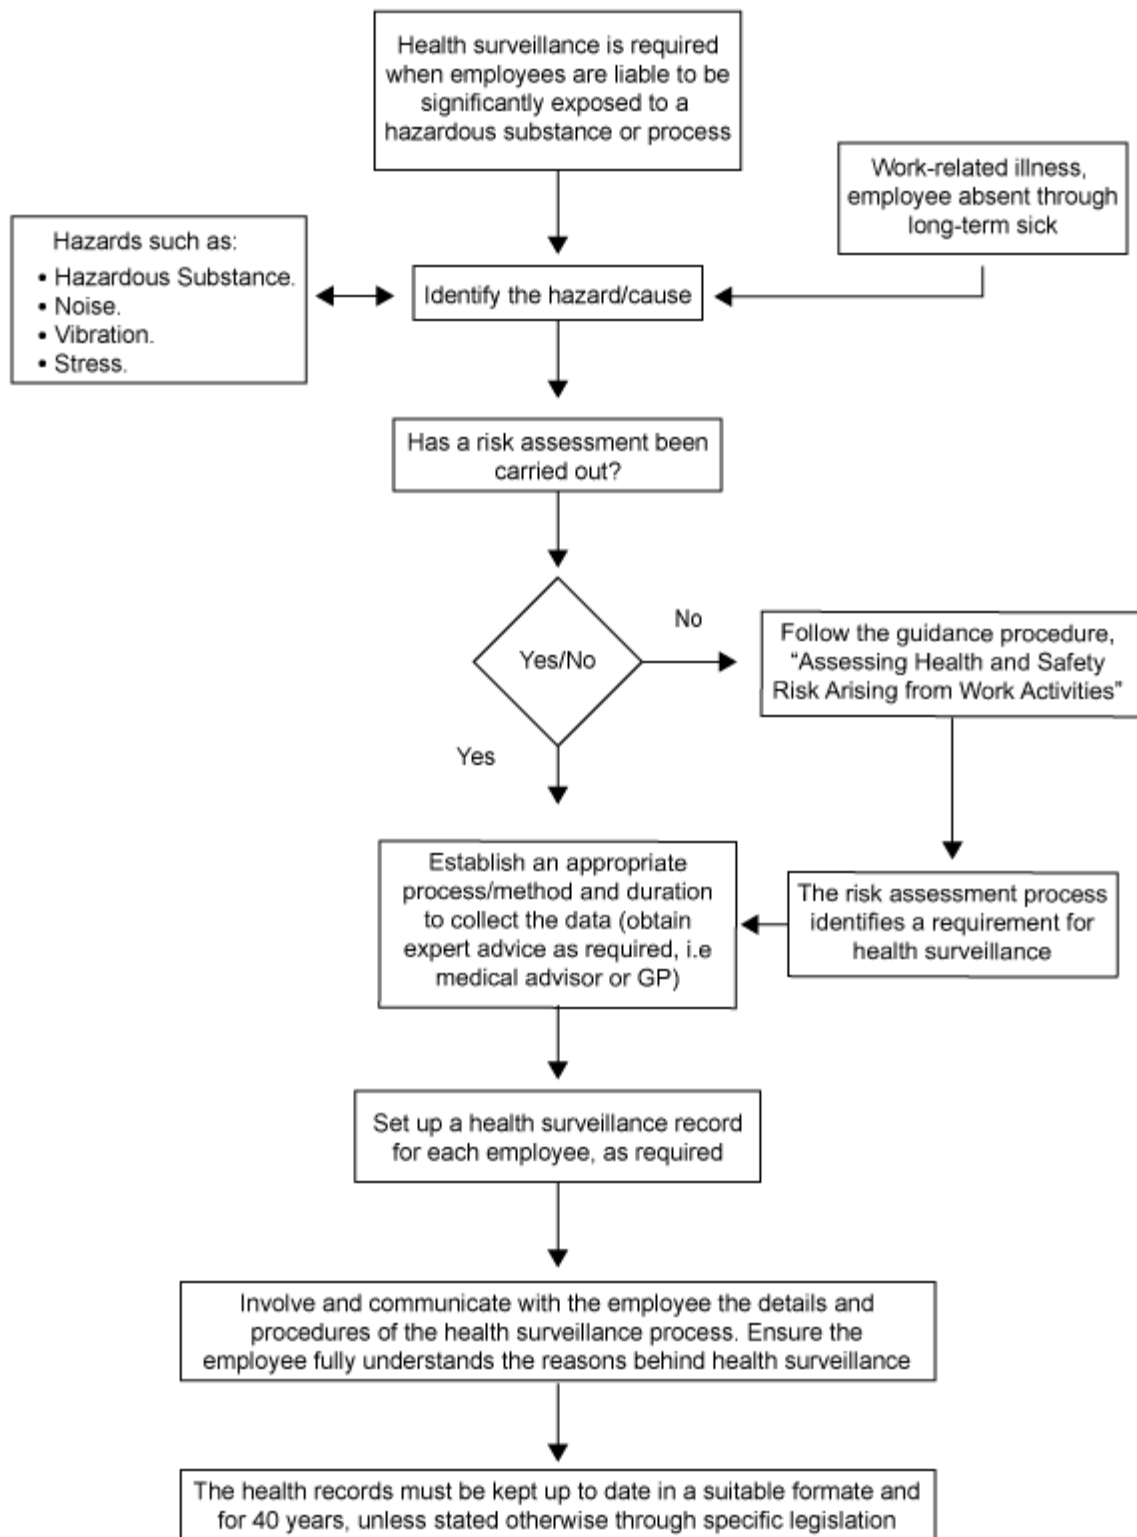 Health surveillance is required
when employees are liable to be
significantly exposed to a
hazardous substance or process
Work-related illness,
employee absent through
long-term sick
Hazards such as:
• Hazardous Substance.
• Noise.
• Vibration.
• Stress.
Identify the hazard/cause
Has a risk assessment been
carried out?
Yes/No
No
Follow the guidance procedure,
“Assessing Health and Safety
Risk Arising from Work Activities”
Yes
Establish an appropriate
process/method and duration
to collect the data (obtain
expert advice as required, i.e
medical advisor or GP)
The risk assessment process
identifies a requirement for
health surveillance
Set up a health surveillance record
for each employee, as required
Involve and communicate with the employee the details and
procedures of the health surveillance process. Ensure the
employee fully understands the reasons behind health surveillance
The health records must be kept up to date in a suitable formate and
for 40 years, unless stated otherwise through specific legislation